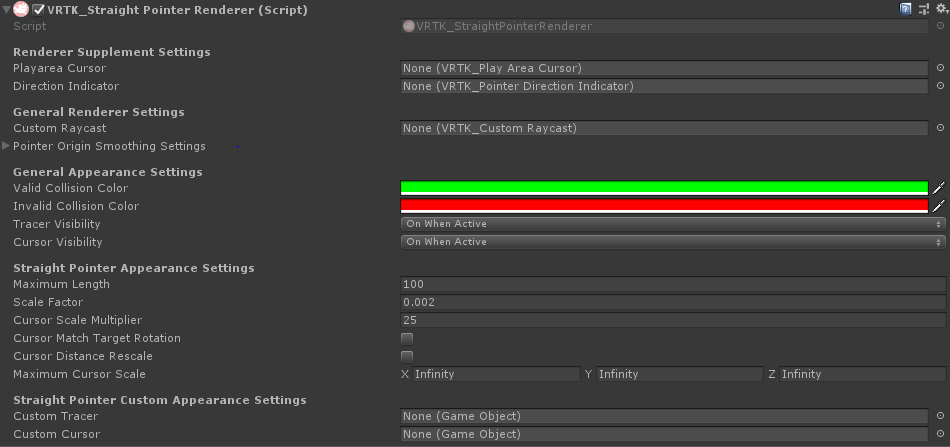 VRTK_Straight Pointer Renderer (Script)
Script VRTK_StraightPointerRenderer
Renderer Supplement Settings
Playarea Cursor None (VRTK_Play Area Cursor)
Direction Indicator None (VRTK_Pointer Direction Indicator)
General Renderer Settings
Custom Raycast None (VRTK_Custom Raycast)
Pointer Origin Smoothing Settings
General Appearance Settings
Valid Collision Color
Invalid Collision Color
Tracer Visibility On When Active
Cursor Visibility On When Active
Straight Pointer Appearance Settings
Maximum Length 100
Scale Factor 0.002
Cursor Scale Multiplier 25
Cursor Match Target Rotation
Cursor Distance Rescale
Maximum Cursor Scale X Infinity Y Infinity Z Infinity
Straight Pointer Custom Appearance Settings
Custom Tracer None (Game Object)
Custom Cursor None (Game Object)